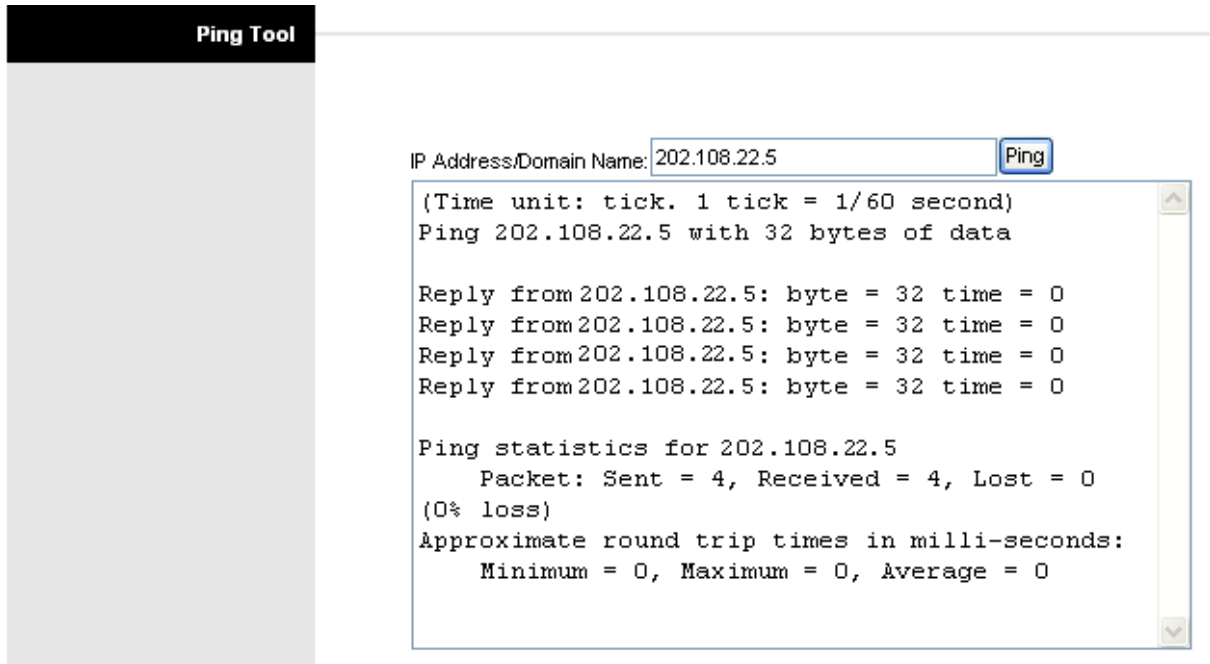 Ping Tool
IP Address/Domain Name: 202.108.22.5 Ping
(Time unit: tick. 1 tick = 1/60 second)
Ping 202.108.22.5 with 32 bytes of data
Reply from 202.108.22.5: byte = 32 time = 0
Reply from 202.108.22.5: byte = 32 time = 0
Reply from 202.108.22.5: byte = 32 time = 0
Reply from 202.108.22.5: byte = 32 time = 0
Ping statistics for 202.108.22.5
Packet: Sent = 4, Received = 4, Lost = 0
(0% loss)
Approximate round trip times in milli-seconds:
Minimum = 0, Maximum = 0, Average = 0